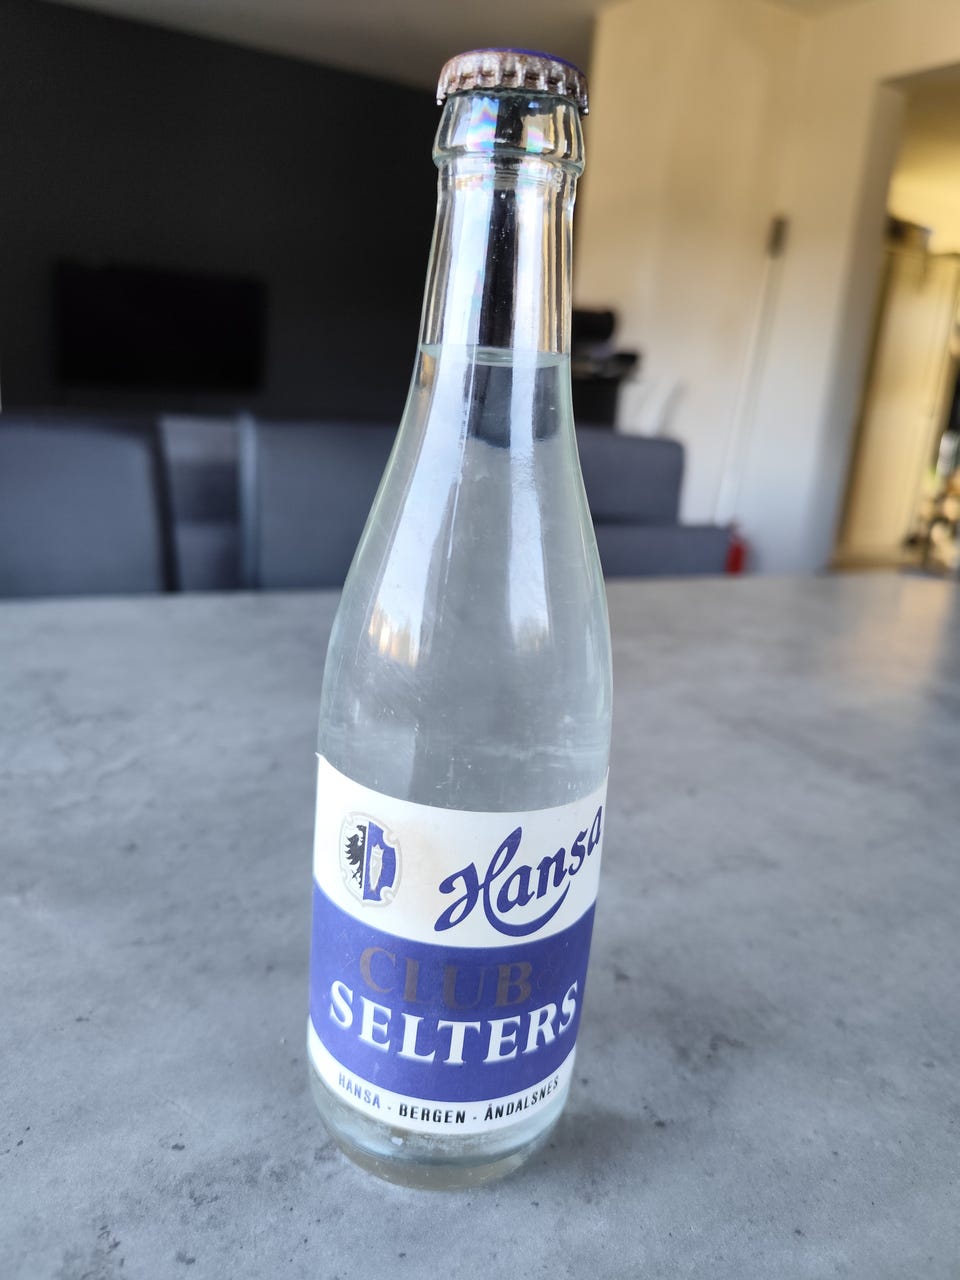 Hansa
CLUB
SELTERS
HANSA - BERGEN - ÅNDALSNES